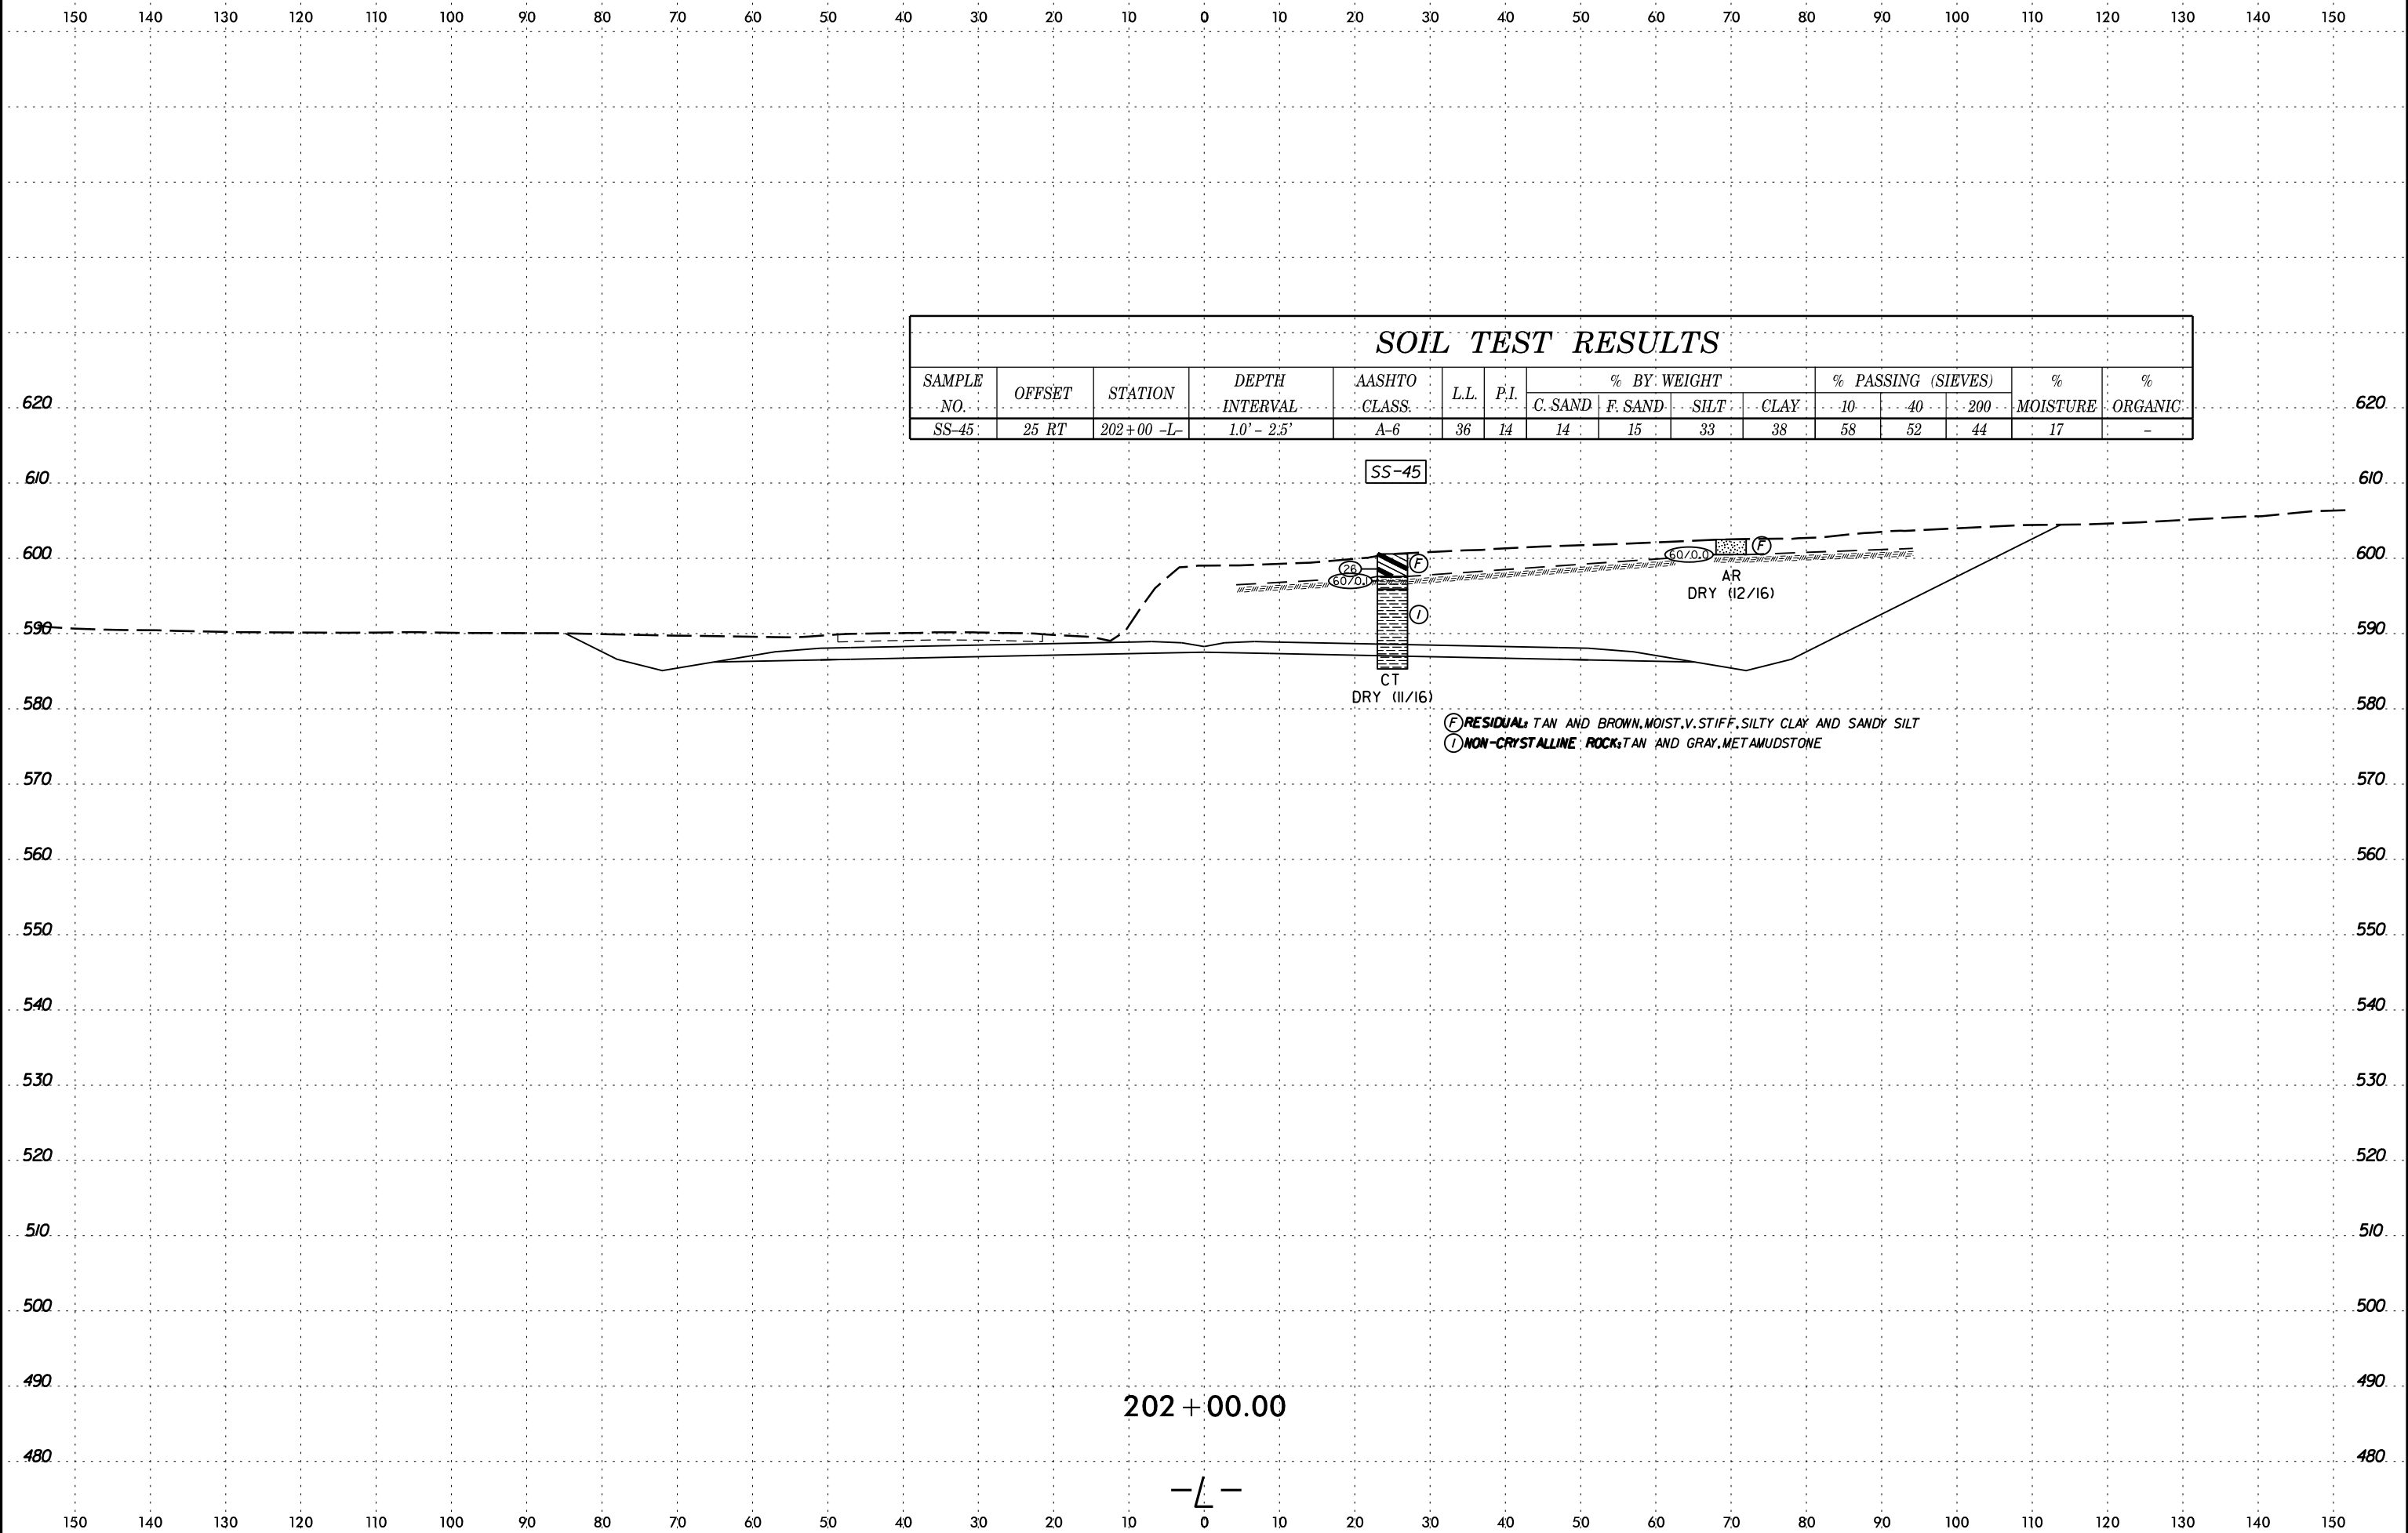 150 140 130 120 110 100 90 80 70 60 50 40 30 20 10 0 10 20 30 40 50 60 70 80 90 100 110 120 130 140 150
SOIL TEST RESULTS
SAMPLE NO. OFFSET STATION DEPTH INTERVAL AASHTO CLASS. L.L. P.I. % BY WEIGHT % PASSING (SIEVES) % MOISTURE % ORGANIC
C. SAND F. SAND SILT CLAY 10 40 200
SS-45 25 RT 202+00 -L- 1.0' - 2.5' A-6 36 14 14 15 33 38 58 52 44 17 -
620 620
SS-45
610 610
600 600
60/0.0 F
26 F
60/0.1
AR
DRY (12/16)
I
590 590
CT
DRY (11/16)
580 580
F RESIDUAL: TAN AND BROWN, MOIST, V. STIFF, SILTY CLAY AND SANDY SILT
I NON-CRYSTALLINE ROCK: TAN AND GRAY, METAMUDSTONE
570 570
560 560
550 550
540 540
530 530
520 520
510 510
500 500
490 490
202+00.00
480 480
-L-
150 140 130 120 110 100 90 80 70 60 50 40 30 20 10 0 10 20 30 40 50 60 70 80 90 100 110 120 130 140 150